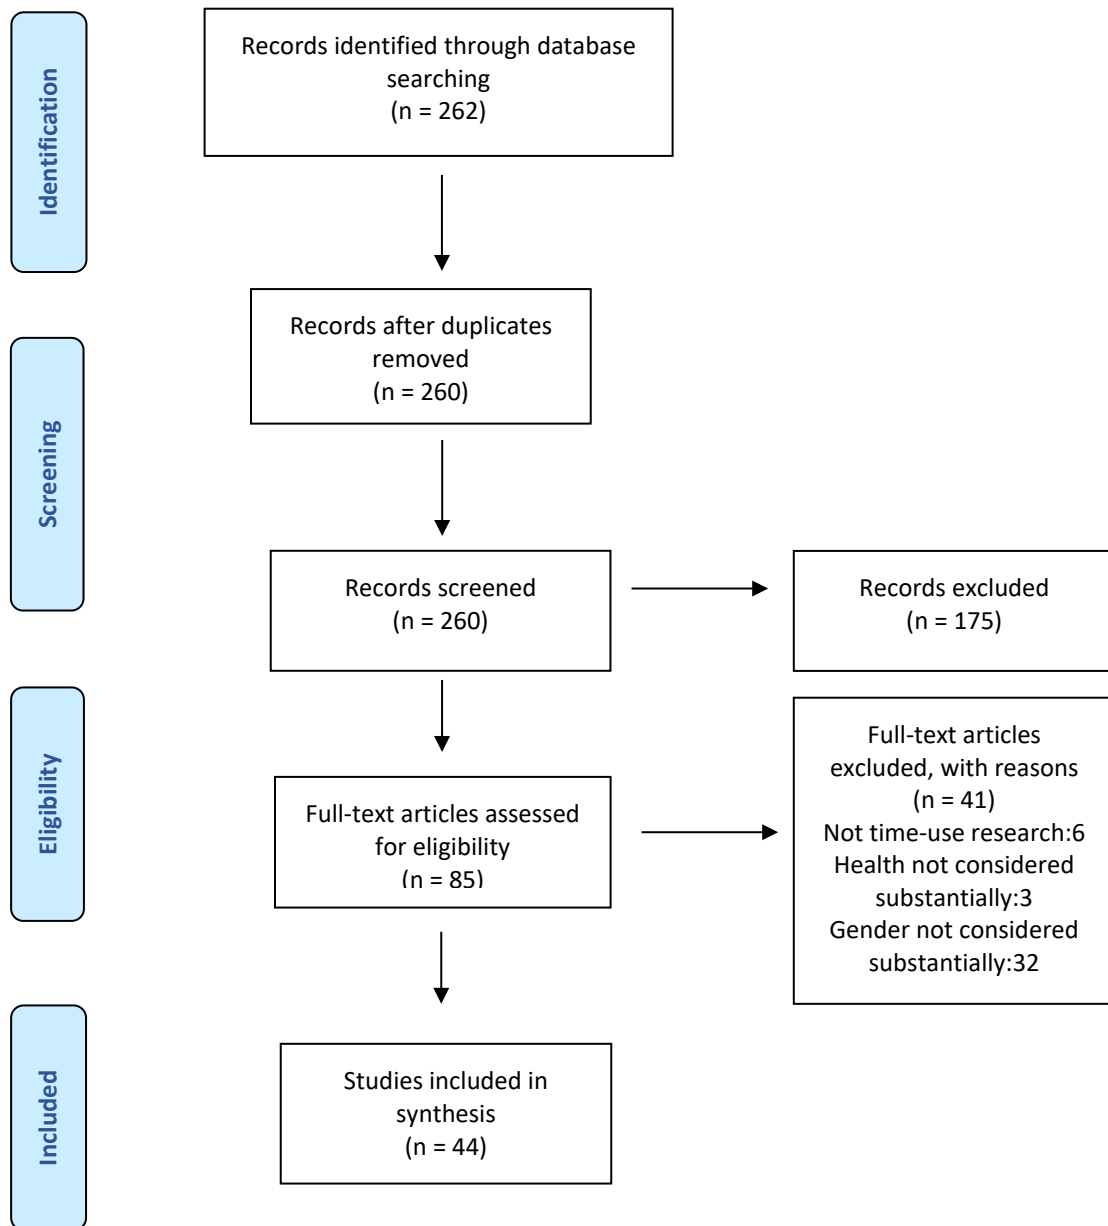 Identification
Records identified through database
searching
(n = 262)
Records after duplicates
removed
(n = 260)
Screening
Records screened
(n = 260)
Records excluded
(n = 175)
Eligibility
Full-text articles assessed
for eligibility
(n = 85)
Full-text articles
excluded, with reasons
(n = 41)
Not time-use research:6
Health not considered
substantially:3
Gender not considered
substantially:32
Included
Studies included in
synthesis
(n = 44)